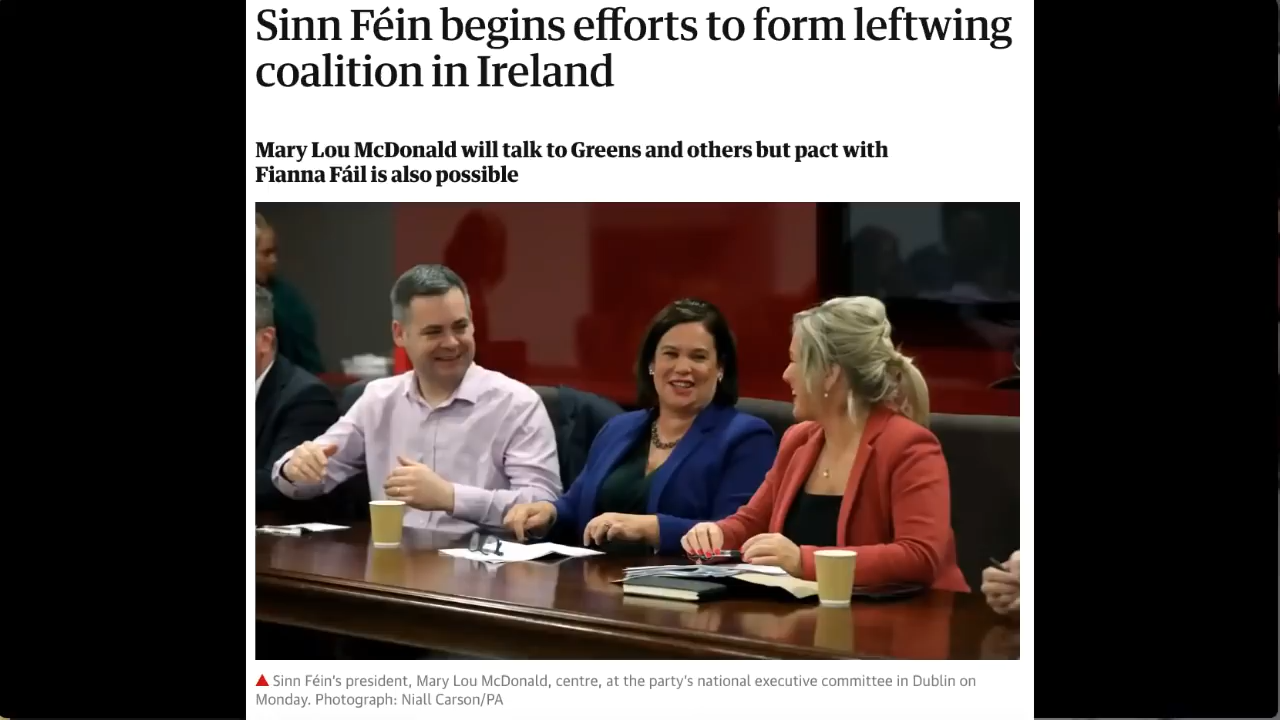 Sinn Féin begins efforts to form leftwing
coalition in Ireland
Mary Lou McDonald will talk to Greens and others but pact with
Fianna Fáil is also possible
Sinn Féin's president, Mary Lou McDonald, centre, at the party's national executive committee in Dublin on
Monday. Photograph: Niall Carson/PA